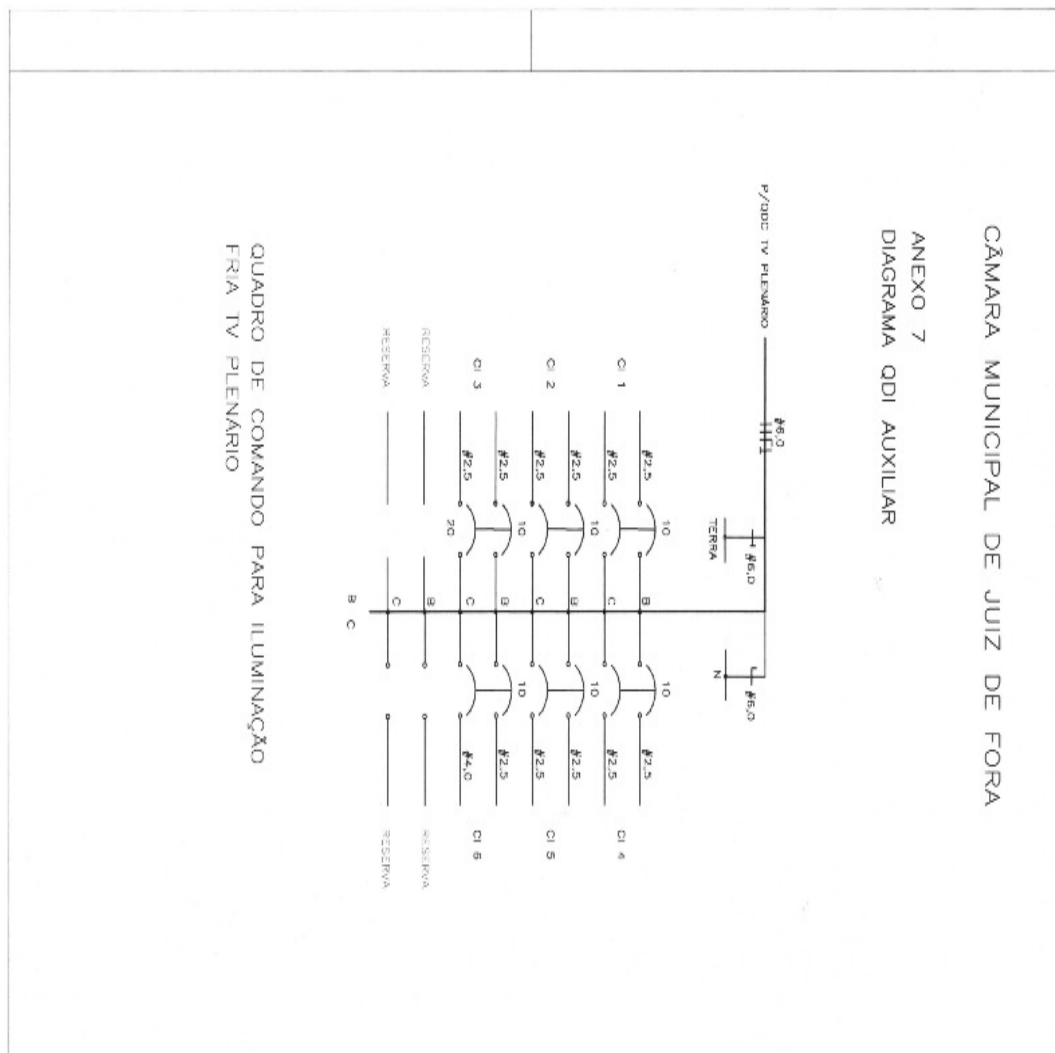 CÂMARA MUNICIPAL DE JUIZ DE FORA
ANEXO 7
DIAGRAMA QDI AUXILIAR
P/QDC TV PLENÁRIO
#6,0
TERRA
#6,0
N
#6,0
CI 1
#2,5
10
B
10
#2,5
CI 4
#2,5
C
#2,5
CI 2
#2,5
10
B
10
#2,5
CI 5
#2,5
C
#2,5
CI 3
#2,5
10
B
10
#2,5
CI 6
#2,5
20
C
#4,0
RESERVA
B
RESERVA
RESERVA
C
RESERVA
B C
QUADRO DE COMANDO PARA ILUMINAÇÃO
FRIA TV PLENÁRIO